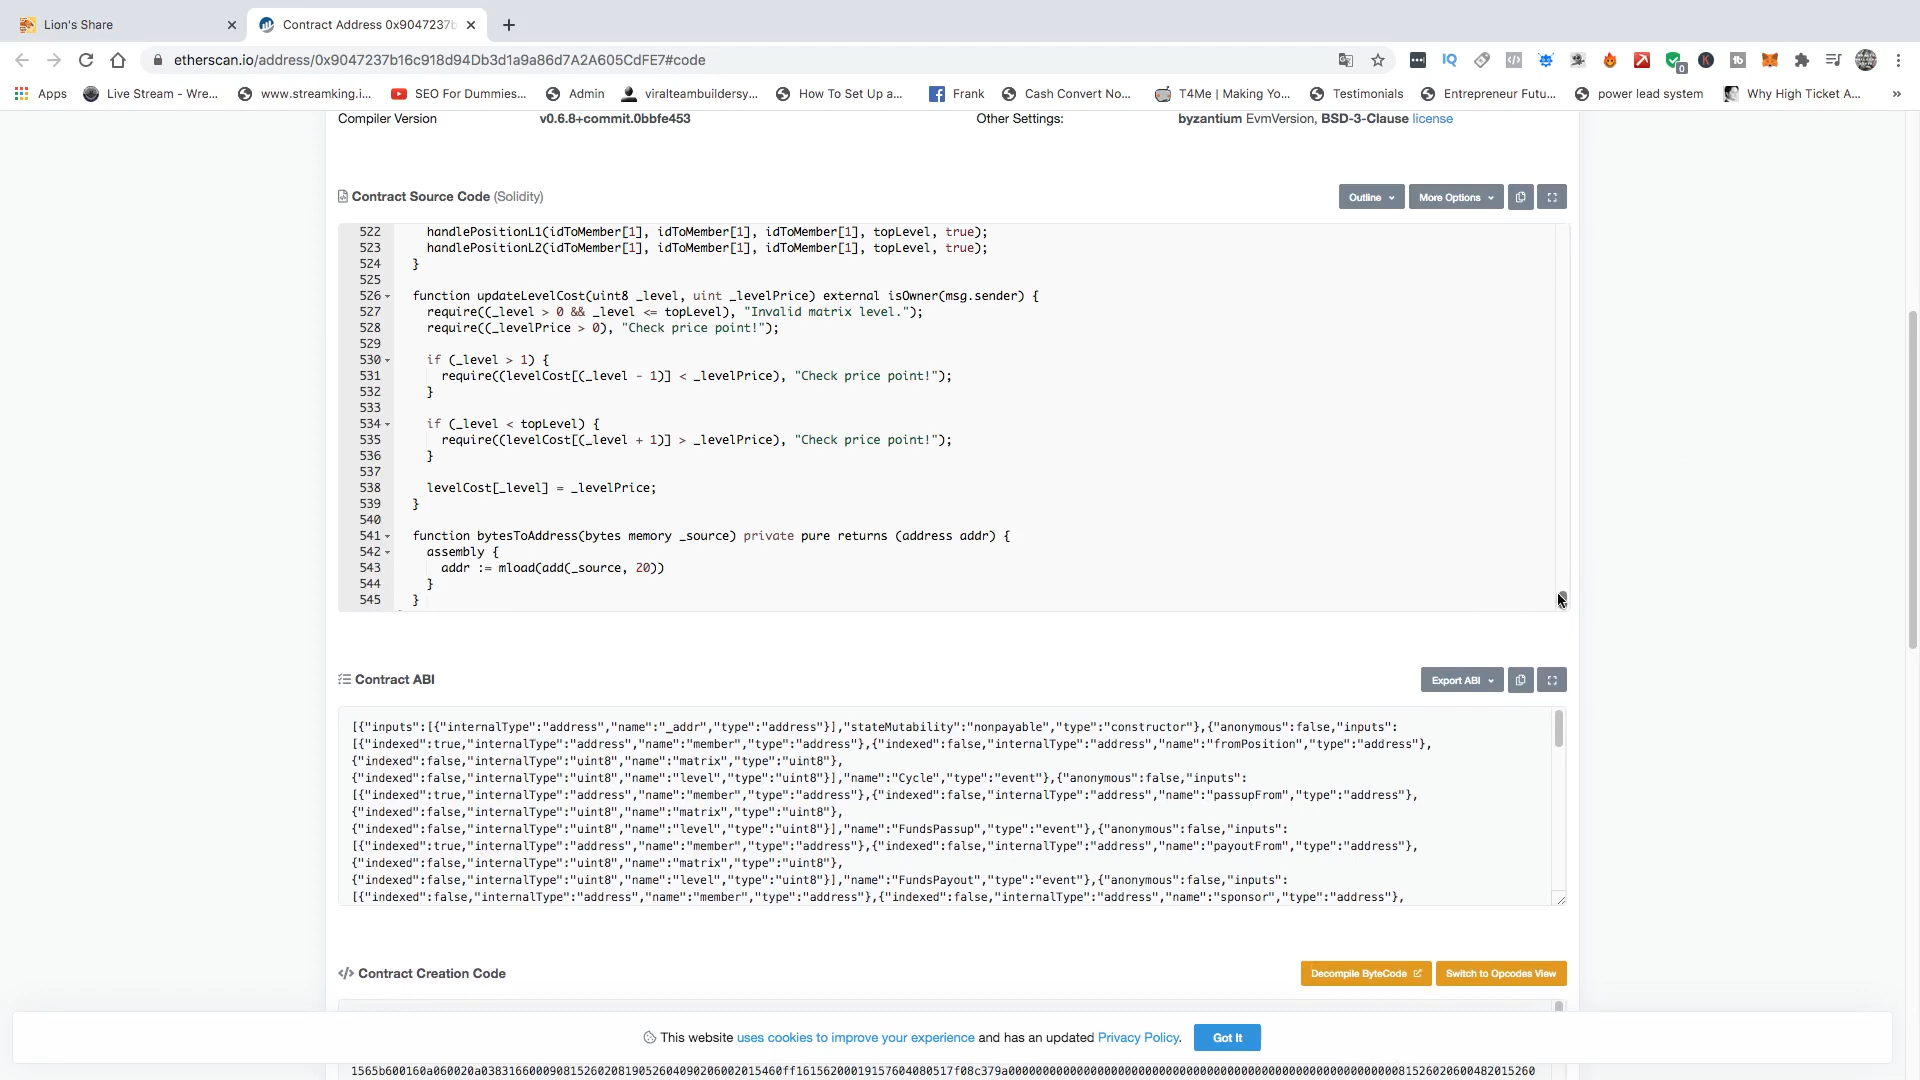 Lion's Share
Contract Address 0x9047237b
etherscan.io/address/0x9047237b16c918d94Db3d1a9a86d7A2A605CdFE7#code
Apps
Live Stream - Wre...
www.streamking.i...
SEO For Dummies...
Admin
viralteambuildersy...
How To Set Up a...
Frank
Cash Convert No...
T4Me | Making Yo...
Testimonials
Entrepreneur Futu...
power lead system
Why High Ticket A...
Compiler Version
v0.6.8+commit.0bbfe453
Other Settings:
byzantium EvmVersion, BSD-3-Clause license
Contract Source Code (Solidity)
Outline
More Options
522 handlePositionL1(idToMember[1], idToMember[1], idToMember[1], topLevel, true);
523 handlePositionL2(idToMember[1], idToMember[1], idToMember[1], topLevel, true);
524 }
525
526 function updateLevelCost(uint8 _level, uint _levelPrice) external isOwner(msg.sender) {
527 require((_level > 0 && _level <= topLevel), "Invalid matrix level.");
528 require((_levelPrice > 0), "Check price point!");
529
530 if (_level > 1) {
531 require((levelCost[(_level - 1)] < _levelPrice), "Check price point!");
532 }
533
534 if (_level < topLevel) {
535 require((levelCost[(_level + 1)] > _levelPrice), "Check price point!");
536 }
537
538 levelCost[_level] = _levelPrice;
539 }
540
541 function bytesToAddress(bytes memory _source) private pure returns (address addr) {
542 assembly {
543 addr := mload(add(_source, 20))
544 }
545 }
Contract ABI
Export ABI
[{"inputs":[{"internalType":"address","name":"_addr","type":"address"}],"stateMutability":"nonpayable","type":"constructor"},{"anonymous":false,"inputs":
[{"indexed":true,"internalType":"address","name":"member","type":"address"},{"indexed":false,"internalType":"address","name":"fromPosition","type":"address"},
{"indexed":false,"internalType":"uint8","name":"matrix","type":"uint8"},
{"indexed":false,"internalType":"uint8","name":"level","type":"uint8"}],"name":"Cycle","type":"event"},{"anonymous":false,"inputs":
[{"indexed":true,"internalType":"address","name":"member","type":"address"},{"indexed":false,"internalType":"address","name":"passupFrom","type":"address"},
{"indexed":false,"internalType":"uint8","name":"matrix","type":"uint8"},
{"indexed":false,"internalType":"uint8","name":"level","type":"uint8"}],"name":"FundsPassup","type":"event"},{"anonymous":false,"inputs":
[{"indexed":true,"internalType":"address","name":"member","type":"address"},{"indexed":false,"internalType":"address","name":"payoutFrom","type":"address"},
{"indexed":false,"internalType":"uint8","name":"matrix","type":"uint8"},
{"indexed":false,"internalType":"uint8","name":"level","type":"uint8"}],"name":"FundsPayout","type":"event"},{"anonymous":false,"inputs":
[{"indexed":false,"internalType":"address","name":"member","type":"address"},{"indexed":false,"internalType":"address","name":"sponsor","type":"address"},
Contract Creation Code
Decompile ByteCode
Switch to Opcodes View
This website uses cookies to improve your experience and has an updated Privacy Policy.
Got It